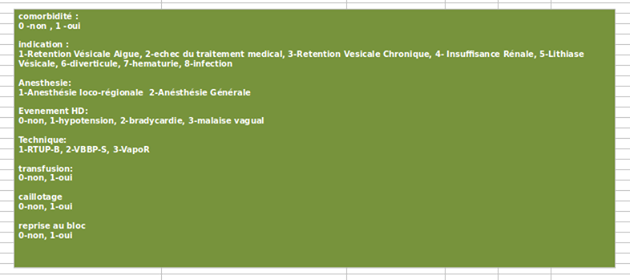 comorbidité :
0 -non , 1 -oui
indication :
1-Retention Vésicale Aigue, 2-echec du traitement medical, 3-Retention Vesicale Chronique, 4- Insuffisance Rénale, 5-Lithiase
Vésicale, 6-diverticule, 7-hematurie, 8-infection
Anesthesie:
1-Anesthésie loco-régionale  2-Anésthésie Générale
Evenement HD:
0-non, 1-hypotension, 2-bradycardie, 3-malaise vagual
Technique:
1-RTUP-B, 2-VBBP-S, 3-VapoR
transfusion:
0-non, 1-oui
caillotage
0-non, 1-oui
reprise au bloc
0-non, 1-oui